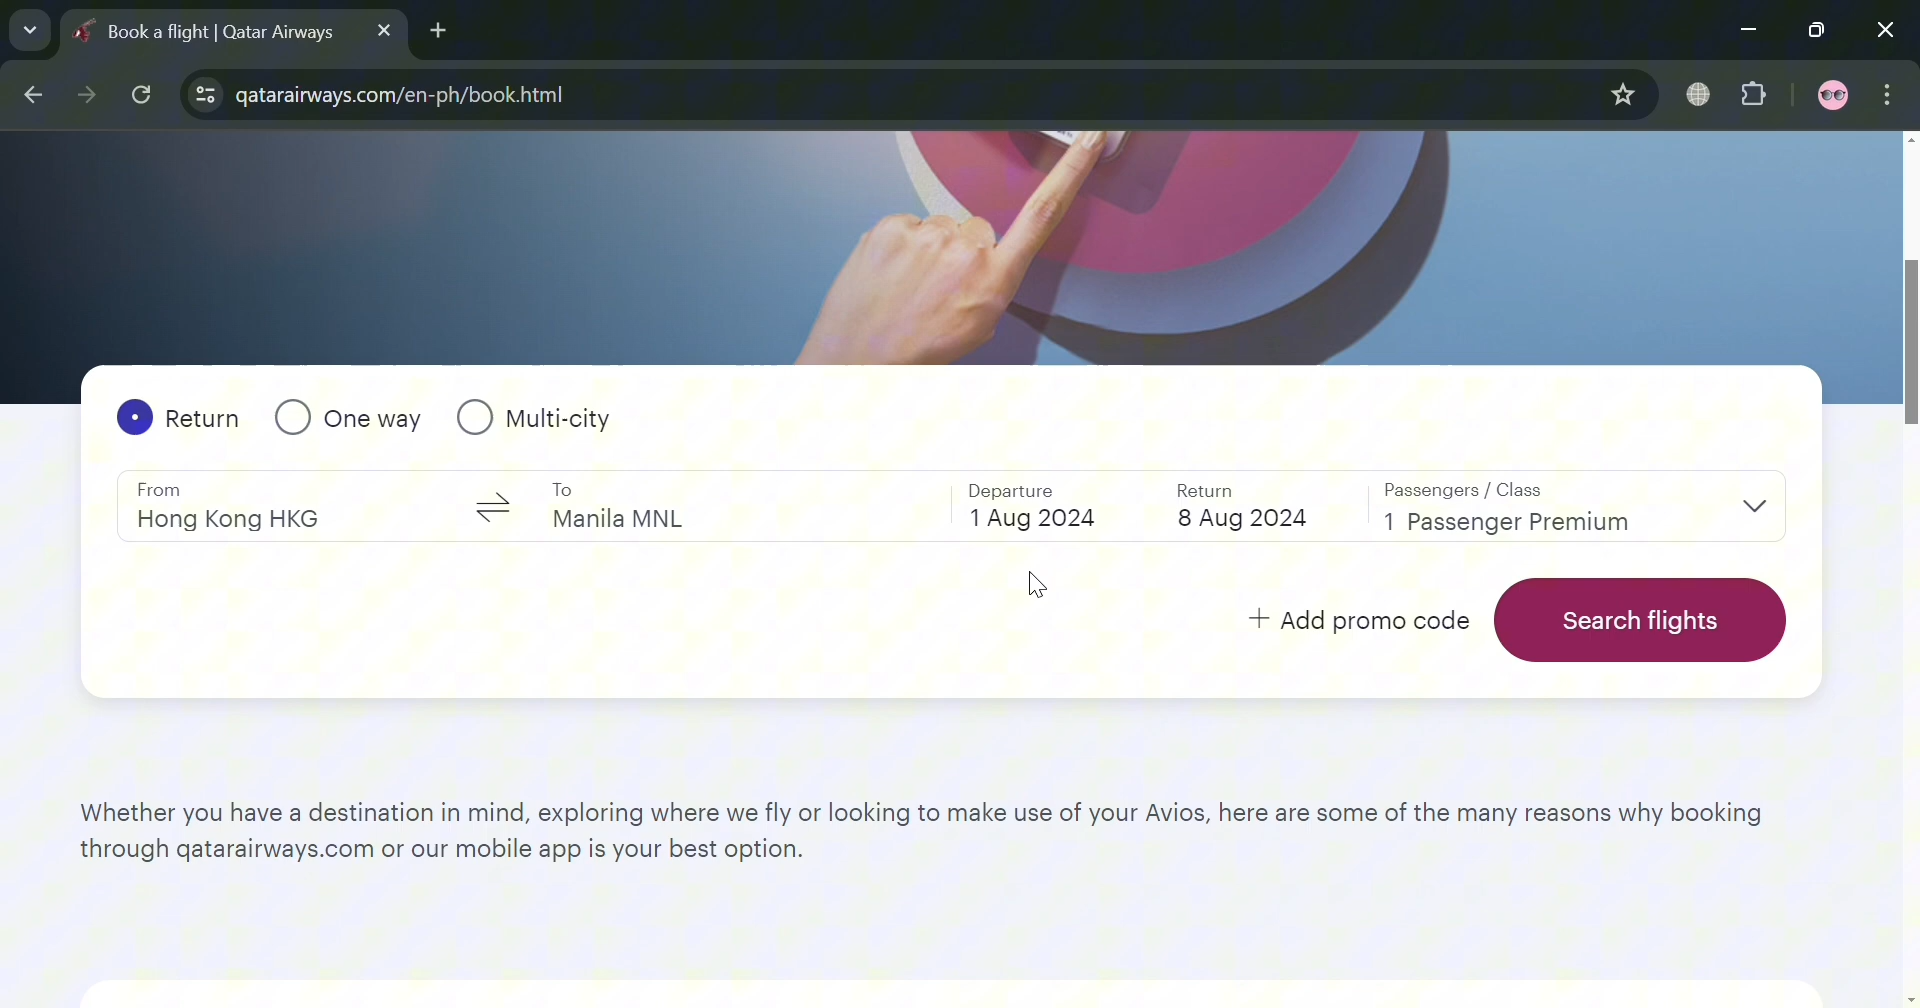 Book a flight | Qatar Airways
qatarairways.com/en-ph/book.html
Return
One way
Multi-city
From
Hong Kong HKG
To
Manila MNL
Departure
1 Aug 2024
Return
8 Aug 2024
Passengers / Class
1 Passenger Premium
Add promo code
Search flights
Whether you have a destination in mind, exploring where we fly or looking to make use of your Avios, here are some of the many reasons why booking
through qatarairways.com or our mobile app is your best option.